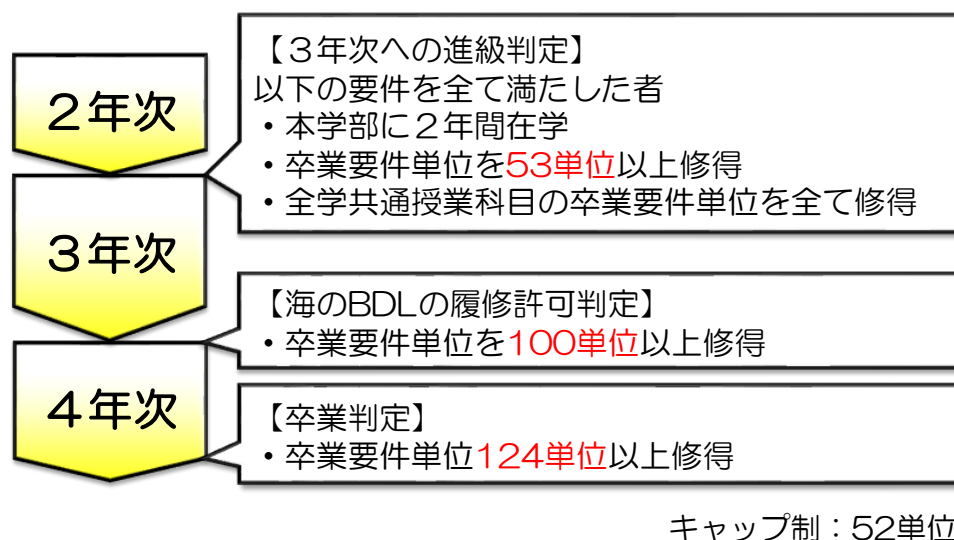 ２年次
【３年次への進級判定】
以下の要件を全て満たした者
・本学部に２年間在学
・卒業要件単位を53単位以上修得
・全学共通授業科目の卒業要件単位を全て修得
３年次
【海のBDLの履修許可判定】
・卒業要件単位を100単位以上修得
４年次
【卒業判定】
・卒業要件単位124単位以上修得
キャップ制：52単位